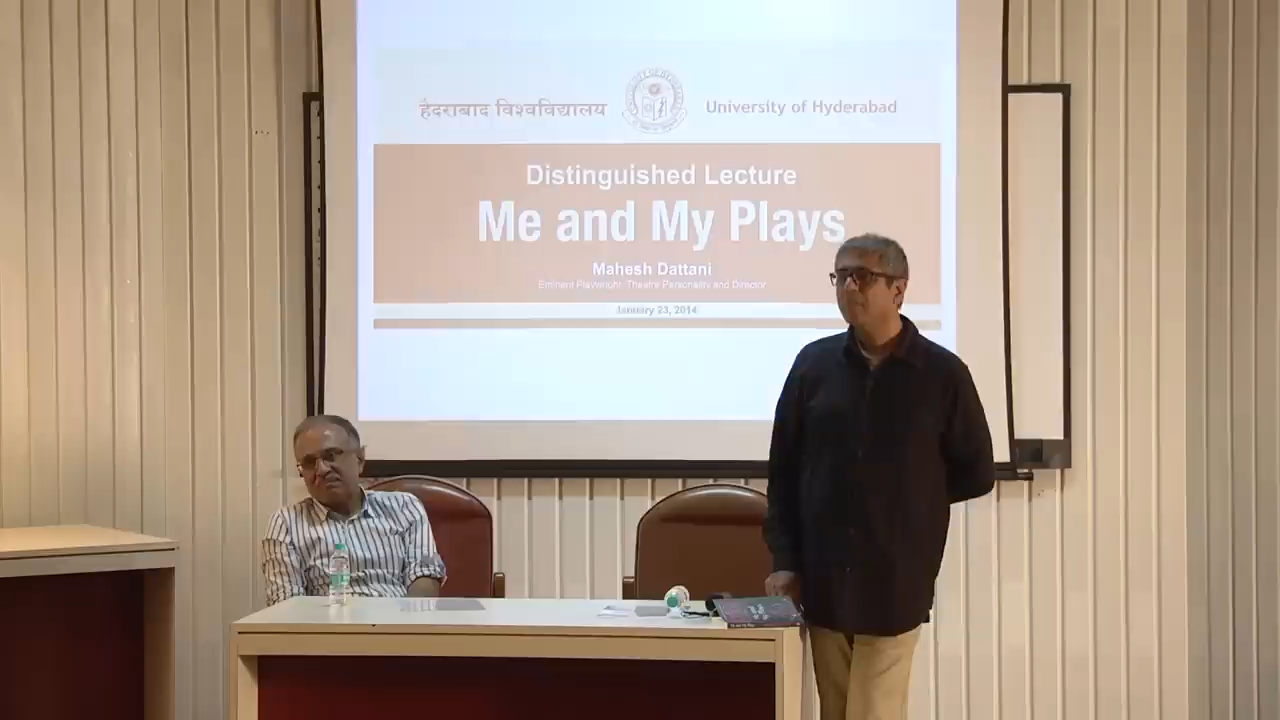 हैदराबाद विश्वविद्यालय University of Hyderabad
Distinguished Lecture
Me and My Plays
Mahesh Dattani
Eminent Playwright, Theatre Personality and Director
January 23, 2014